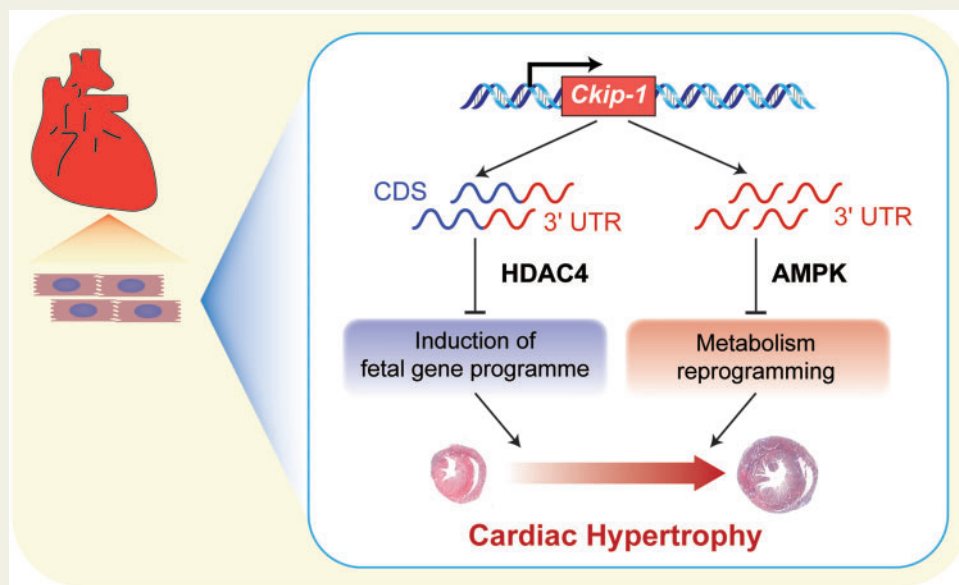 Ckip-1
CDS
3' UTR
3' UTR
HDAC4
AMPK
Induction of
fetal gene programme
Metabolism
reprogramming
Cardiac Hypertrophy